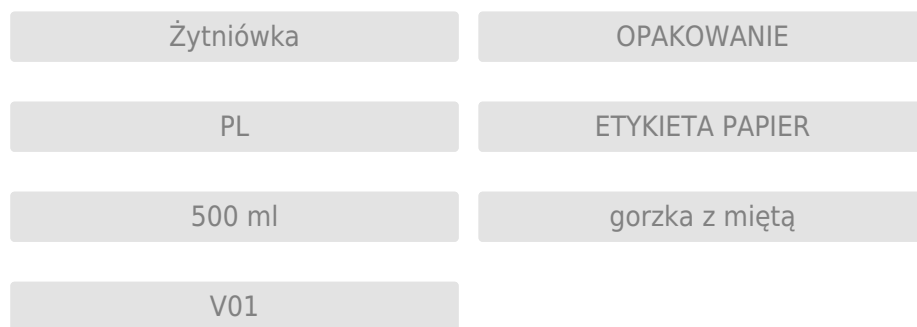 Żytniówka
OPAKOWANIE
PL
ETYKIETA PAPIER
500 ml
gorzka z miętą
V01